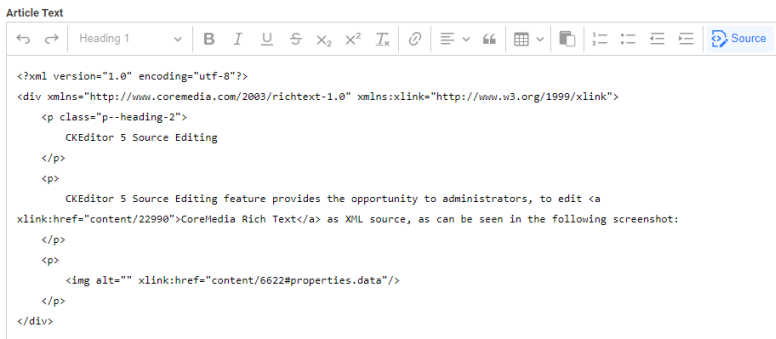 Article Text
Heading 1 B I U S X₂ X² Tx Source
<?xml version="1.0" encoding="utf-8"?>
<div xmlns="http://www.coremedia.com/2003/richtext-1.0" xmlns:xlink="http://www.w3.org/1999/xlink">
    <p class="p--heading-2">
        CKEditor 5 Source Editing
    </p>
    <p>
        CKEditor 5 Source Editing feature provides the opportunity to administrators, to edit <a
xlink:href="content/22990">CoreMedia Rich Text</a> as XML source, as can be seen in the following screenshot:
    </p>
    <p>
        <img alt="" xlink:href="content/6622#properties.data"/>
    </p>
</div>